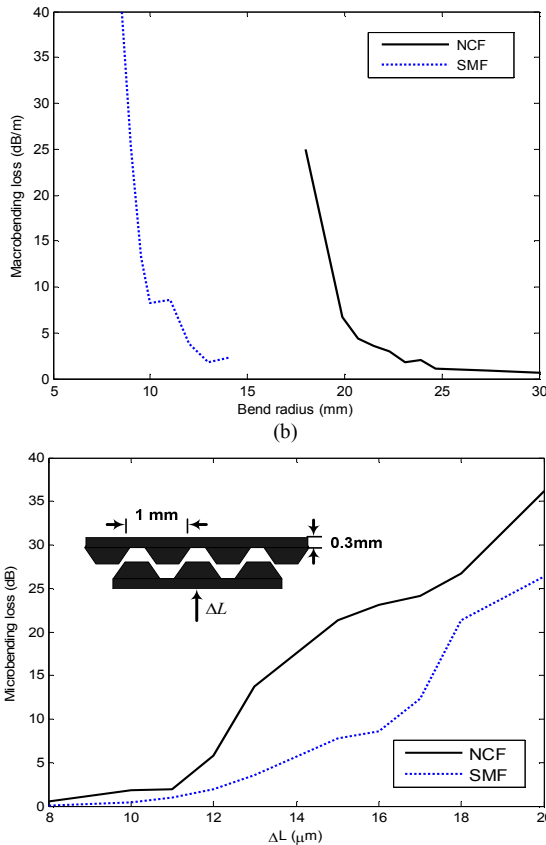 40
35
30
25
20
15
10
5
0
Macrobending loss (dB/m)
NCF
SMF
5 10 15 20 25 30
Bend radius (mm)
(b)
40
35
30
25
20
15
10
5
0
Microbending loss (dB)
1 mm
0.3mm
ΔL
NCF
SMF
8 10 12 14 16 18 20
ΔL (μm)